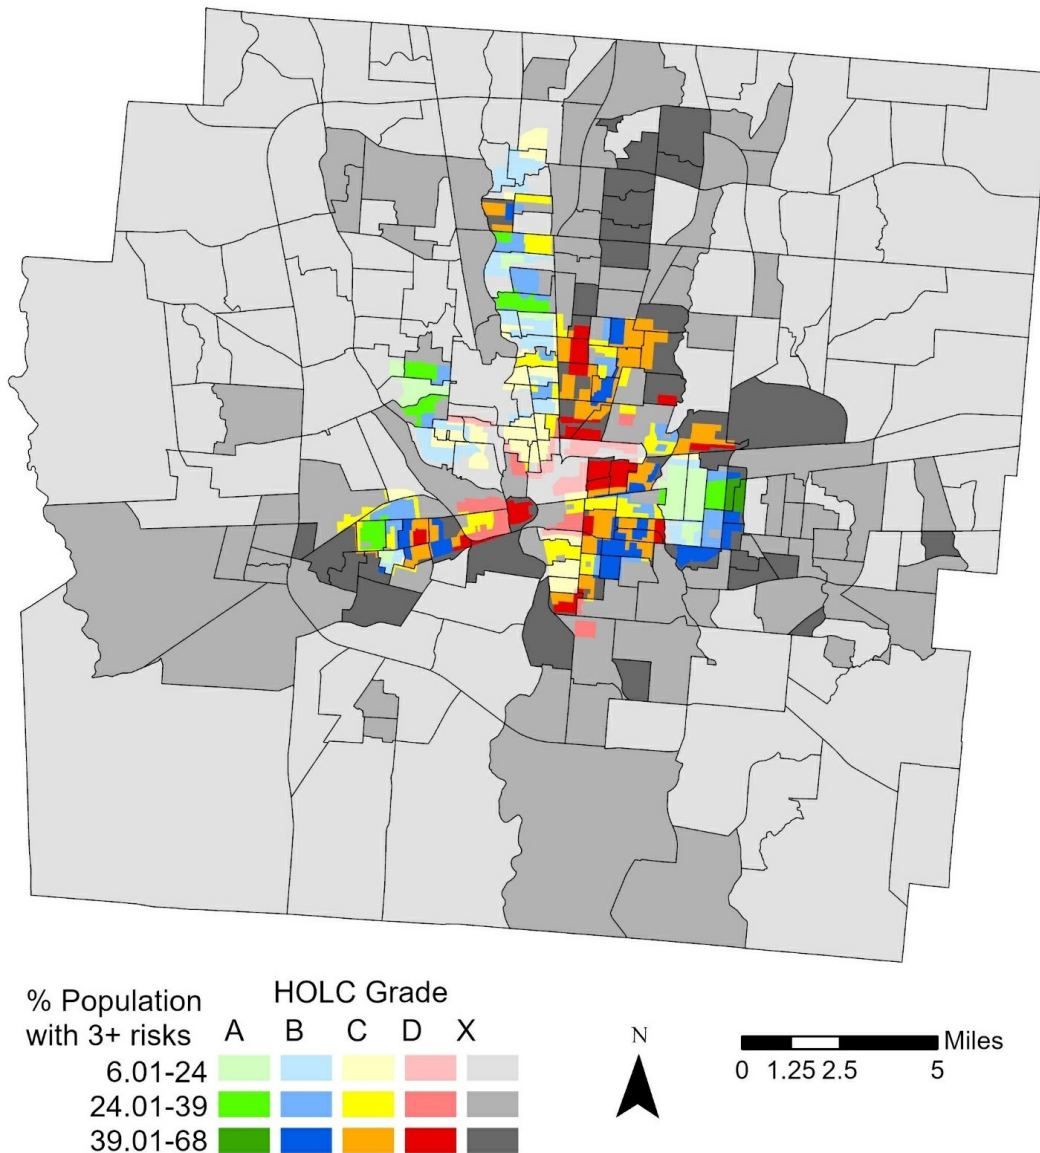 % Population
with 3+ risks
HOLC Grade
A B C D X
6.01-24
24.01-39
39.01-68
N
Miles
0 1.25 2.5 5